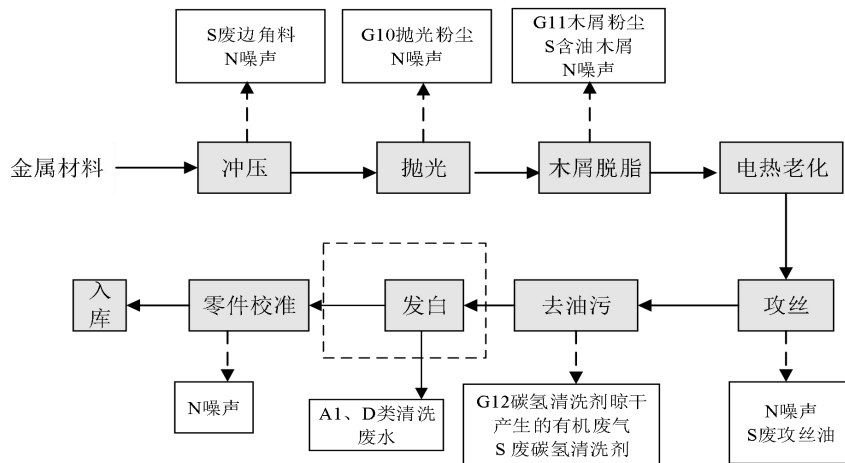 S废边角料
N噪声
G10抛光粉尘
N噪声
G11木屑粉尘
S含油木屑
N噪声
金属材料
冲压
抛光
木屑脱脂
电热老化
入
库
零件校准
发白
去油污
攻丝
N噪声
A1、D类清洗
废水
G12碳氢清洗剂晾干
产生的有机废气
S 废碳氢清洗剂
N噪声
S废攻丝油